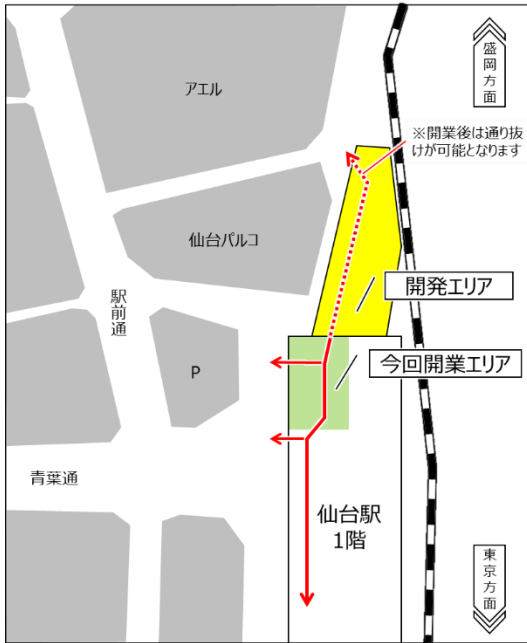 盛岡方面
アエル
※開業後は通り抜
けが可能となります
仙台パルコ
開発エリア
駅前通
今回開業エリア
P
青葉通
仙台駅
1階
東京方面